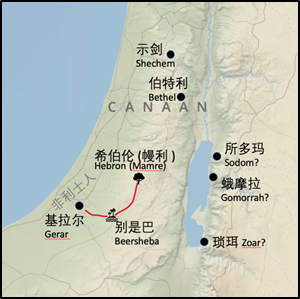 示剑
Shechem
伯特利
Bethel
CANAAN
希伯伦 (幔利)
Hebron (Mamre)
所多玛
Sodom?
蛾摩拉
Gomorrah?
非利士人
基拉尔
Gerar
别是巴
Beersheba
琐珥 Zoar?